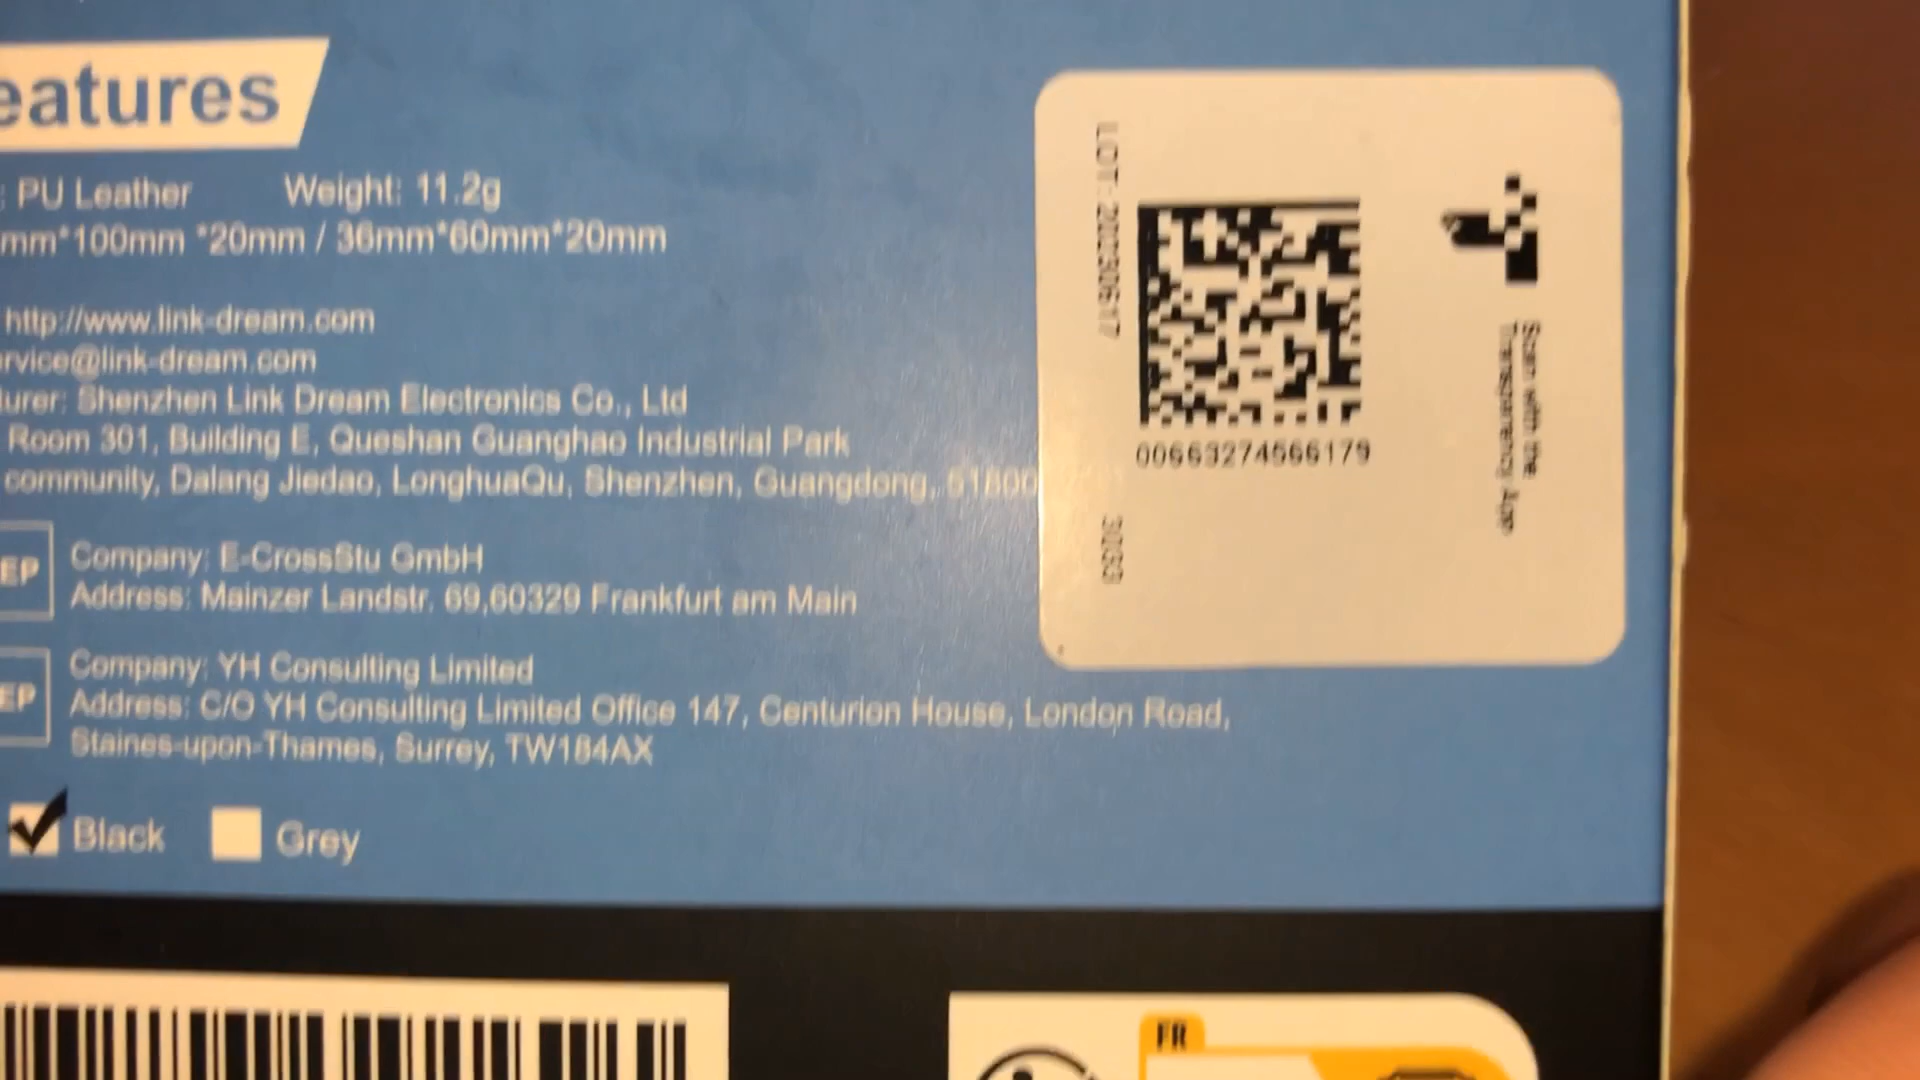 eatures
: PU Leather Weight: 11.2g
mm*100mm *20mm / 36mm*60mm*20mm
http://www.link-dream.com
rvice@link-dream.com
turer: Shenzhen Link Dream Electronics Co., Ltd
Room 301, Building E, Queshan Guanghao Industrial Park
community, Dalang Jiedao, LonghuaQu, Shenzhen, Guangdong, 51800
EP
Company: E-CrossStu GmbH
Address: Mainzer Landstr. 69,60329 Frankfurt am Main
EP
Company: YH Consulting Limited
Address: C/O YH Consulting Limited Office 147, Centurion House, London Road,
Staines-upon-Thames, Surrey, TW184AX
Black Grey
00663274566179
Scan with the
Transparency App
FR